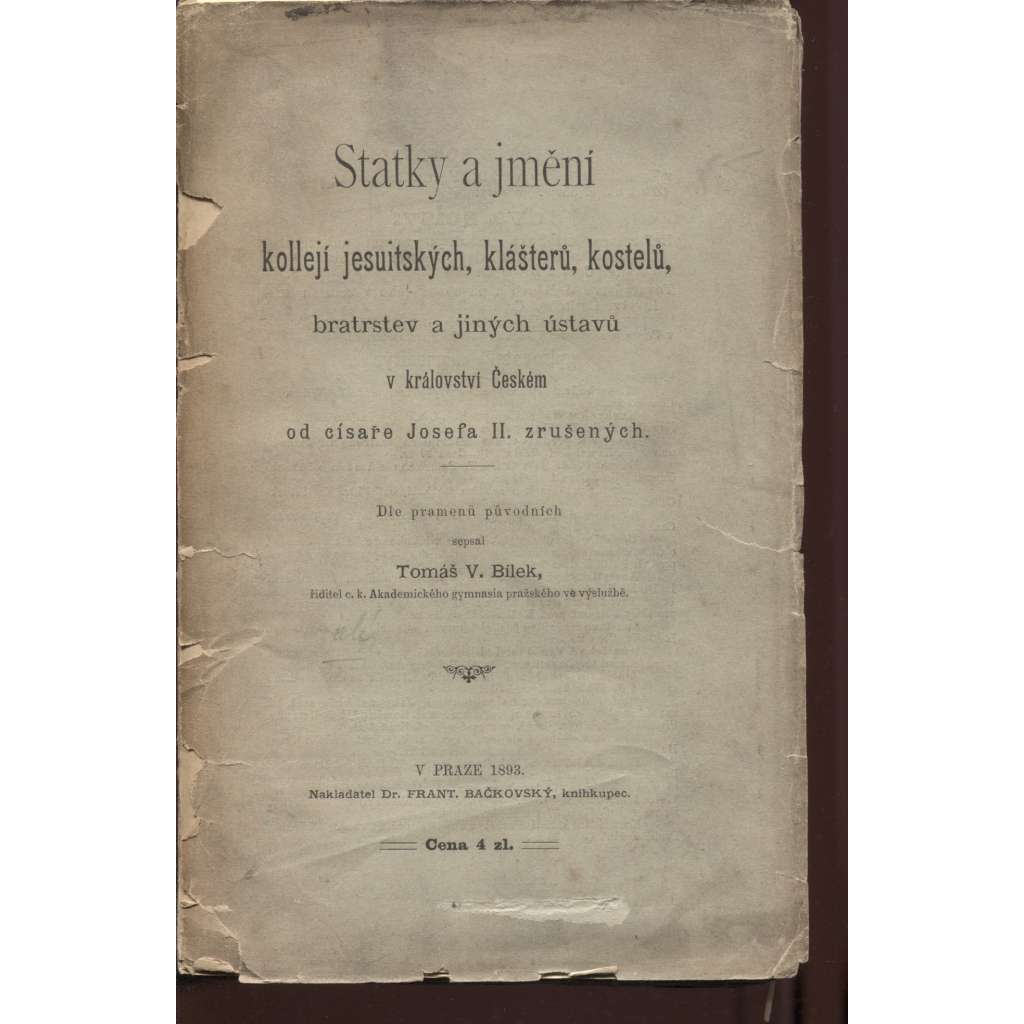 Statky a jmění
kollejí jesuitských, klášterů, kostelů,
bratrstev a jiných ústavů
v království Českém
od císaře Josefa II. zrušených.
Dle pramenů původních
sepsal
Tomáš V. Bílek,
ředitel c. k. Akademického gymnasia pražského ve výslužbě.
V PRAZE 1893.
Nakladatel Dr. FRANT. BAČKOVSKÝ, knihkupec.
Cena 4 zl.